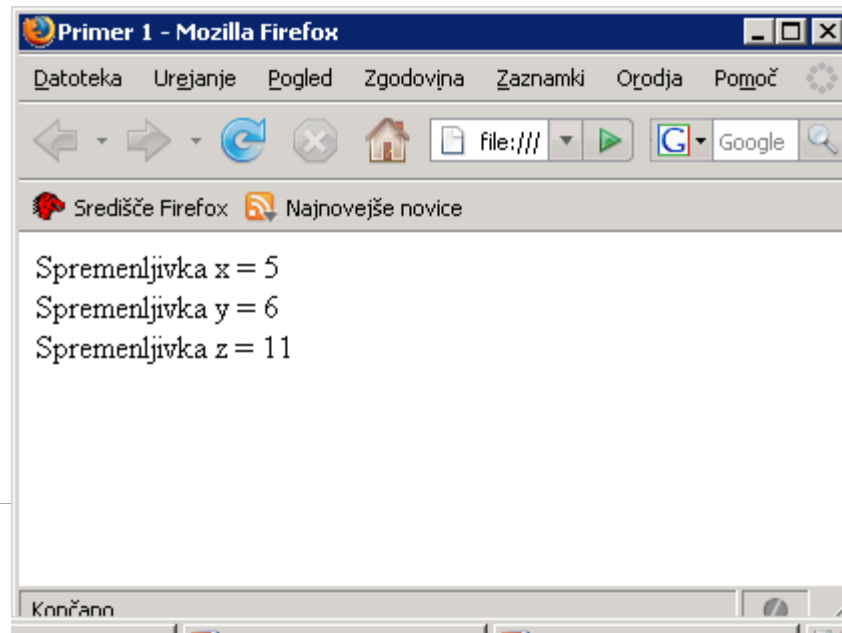 Primer 1 - Mozilla Firefox
Datoteka Urejanje Pogled Zgodovina Zaznamki Orodja Pomoč
file:/// G Google
Središče Firefox Najnovejše novice
Spremenljivka x = 5
Spremenljivka y = 6
Spremenljivka z = 11
Končano